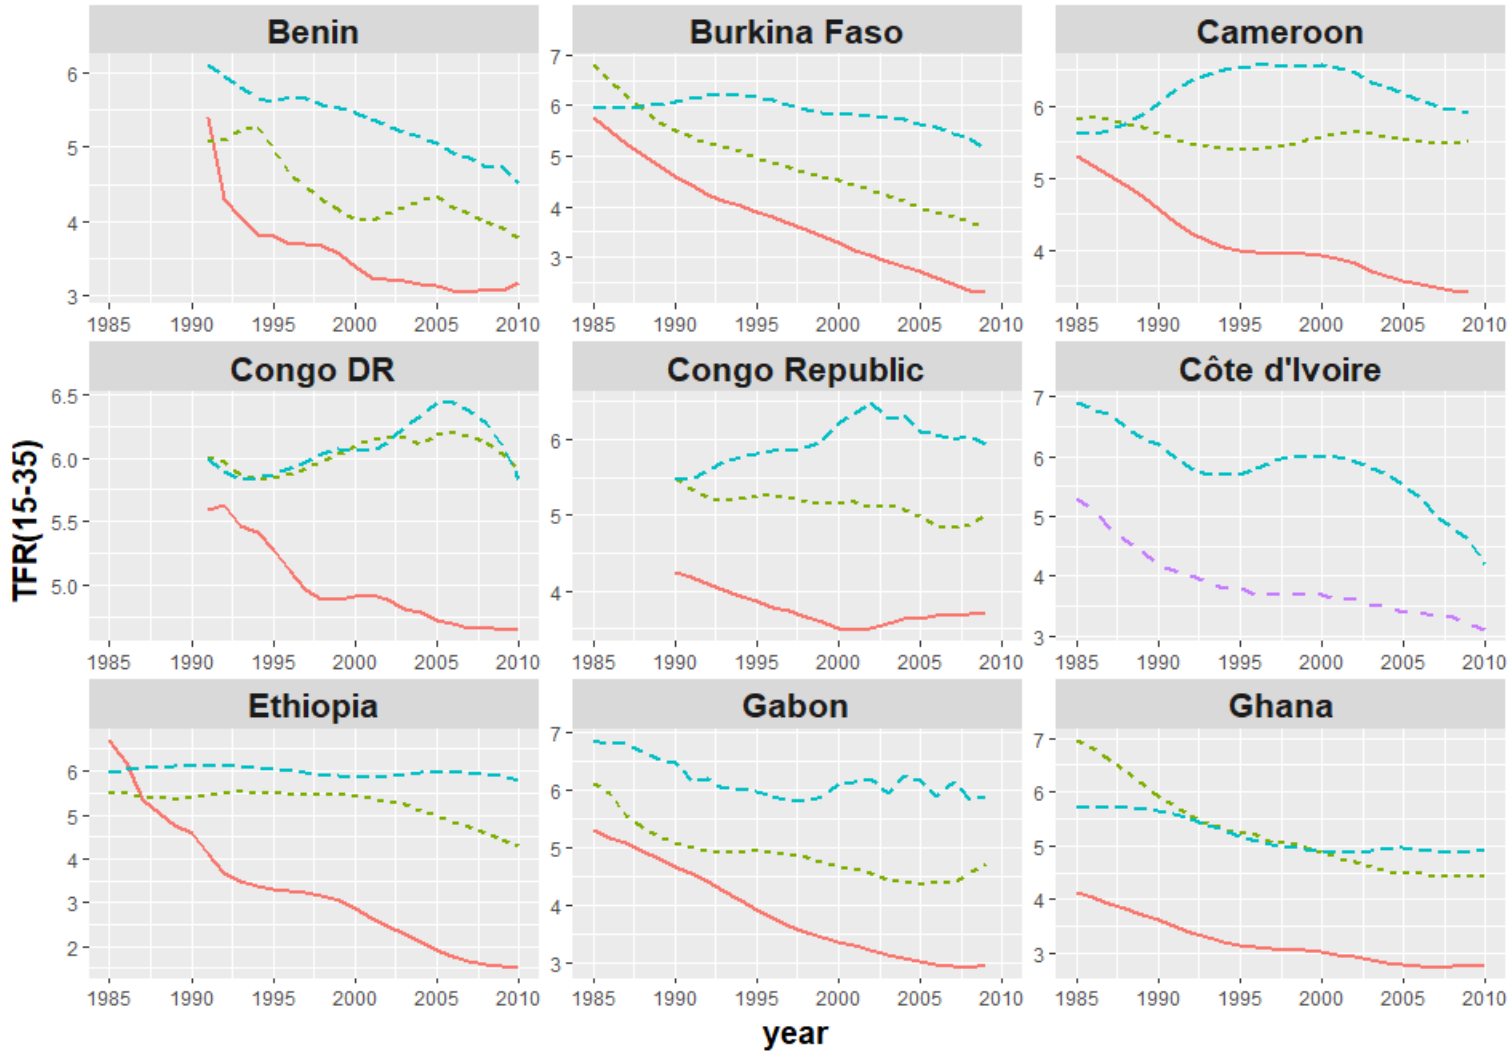 Benin Burkina Faso Cameroon
6 5 4 3
7 6 5 4 3
6 5 4
1985 1990 1995 2000 2005 2010 1985 1990 1995 2000 2005 2010 1985 1990 1995 2000 2005 2010
Congo DR Congo Republic Côte d'Ivoire
TFR(15-35)
6.5 6.0 5.5 5.0
6 5 4
7 6 5 4 3
1985 1990 1995 2000 2005 2010 1985 1990 1995 2000 2005 2010 1985 1990 1995 2000 2005 2010
Ethiopia Gabon Ghana
6 5 4 3 2
7 6 5 4 3
7 6 5 4 3
1985 1990 1995 2000 2005 2010 1985 1990 1995 2000 2005 2010 1985 1990 1995 2000 2005 2010
year